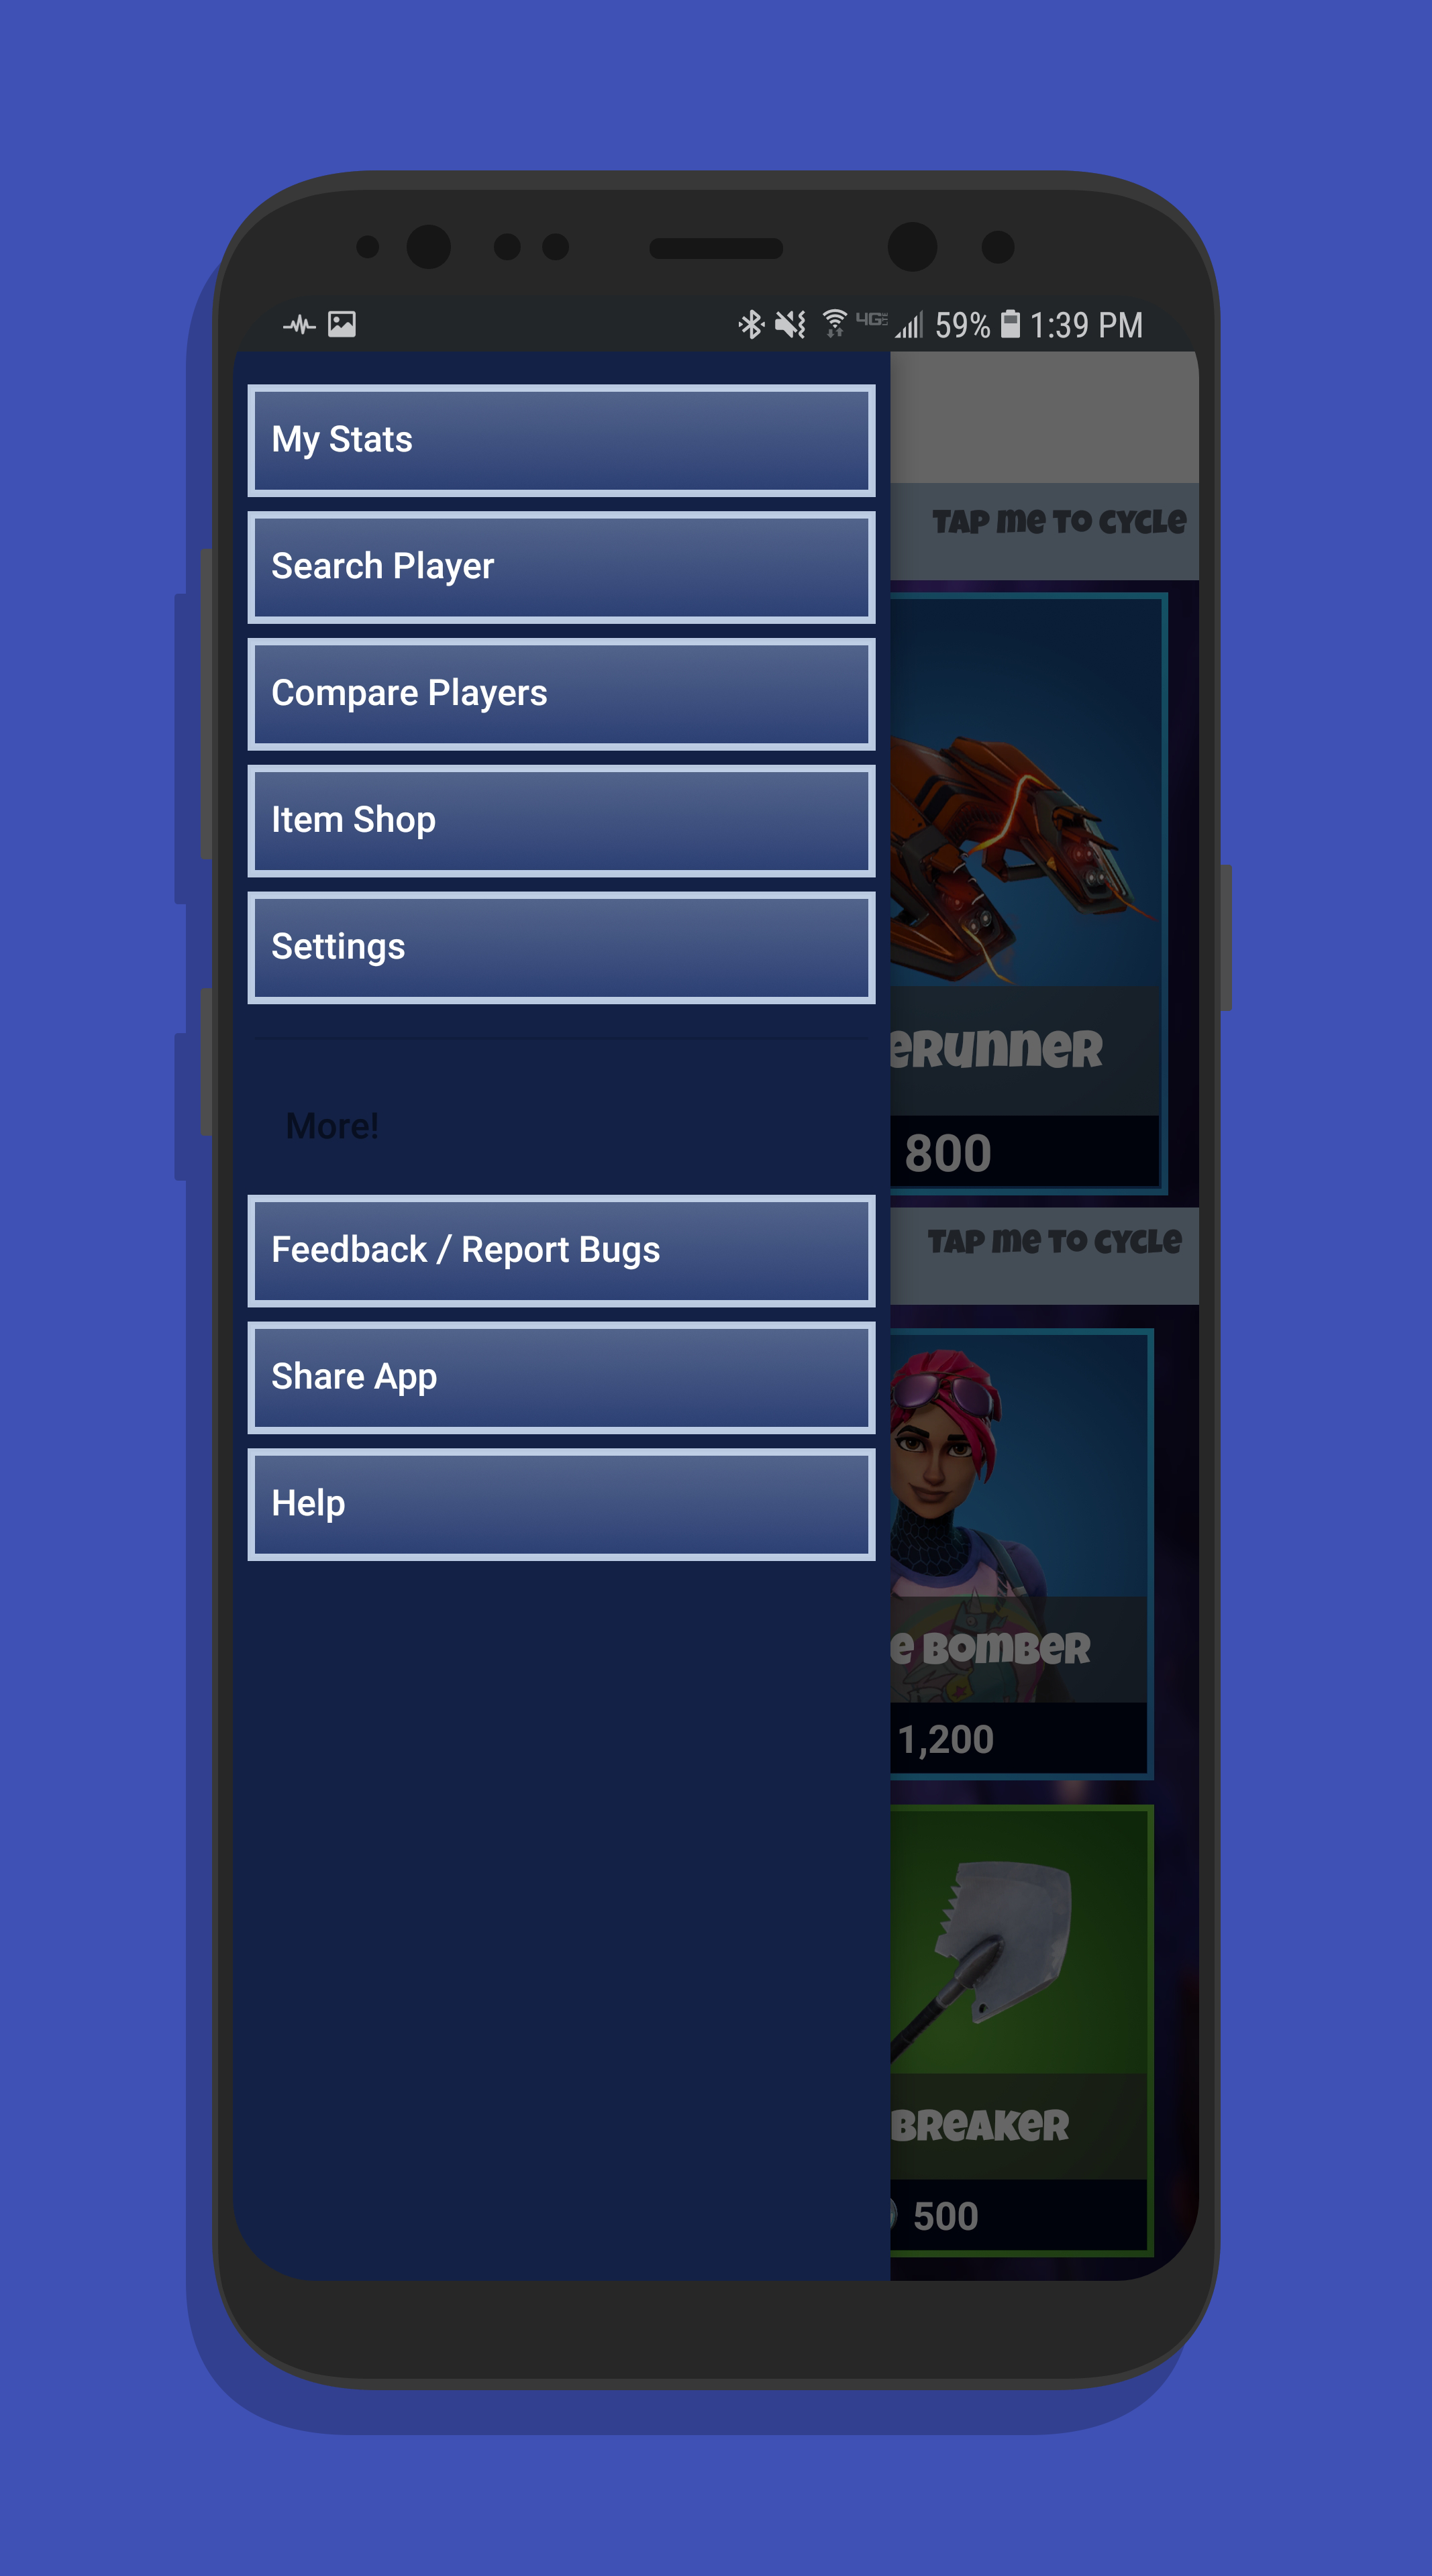 4G
59% 1:39 PM
My Stats
Search Player
Compare Players
Item Shop
Settings
More!
Feedback / Report Bugs
Share App
Help
TAP me TO CYCLE
eRunneR
800
TAP me TO CYCLE
e BOmBeR
1,200
BReAKeR
500